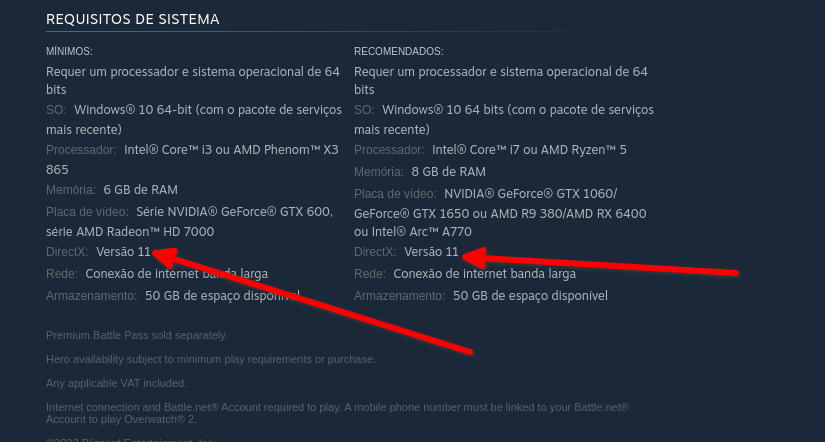 REQUISITOS DE SISTEMA
MÍNIMOS:
Requer um processador e sistema operacional de 64
bits
SO: Windows® 10 64-bit (com o pacote de serviços
mais recente)
Processador: Intel® Core™ i3 ou AMD Phenom™ X3
865
Memória: 6 GB de RAM
Placa de vídeo: Série NVIDIA® GeForce® GTX 600,
série AMD Radeon™ HD 7000
DirectX: Versão 11
Rede: Conexão de internet banda larga
Armazenamento: 50 GB de espaço disponível
RECOMENDADOS:
Requer um processador e sistema operacional de 64
bits
SO: Windows® 10 64 bits (com o pacote de serviços
mais recente)
Processador: Intel® Core™ i7 ou AMD Ryzen™ 5
Memória: 8 GB de RAM
Placa de vídeo: NVIDIA® GeForce® GTX 1060/
GeForce® GTX 1650 ou AMD R9 380/AMD RX 6400
ou Intel® Arc™ A770
DirectX: Versão 11
Rede: Conexão de internet banda larga
Armazenamento: 50 GB de espaço disponível
Premium Battle Pass sold separately.
Hero availability subject to minimum play requirements or purchase.
Any applicable VAT included.
Internet connection and Battle.net® Account required to play. A mobile phone number must be linked to your Battle.net®
Account to play Overwatch® 2.
©2022 Blizzard Entertainment, Inc.